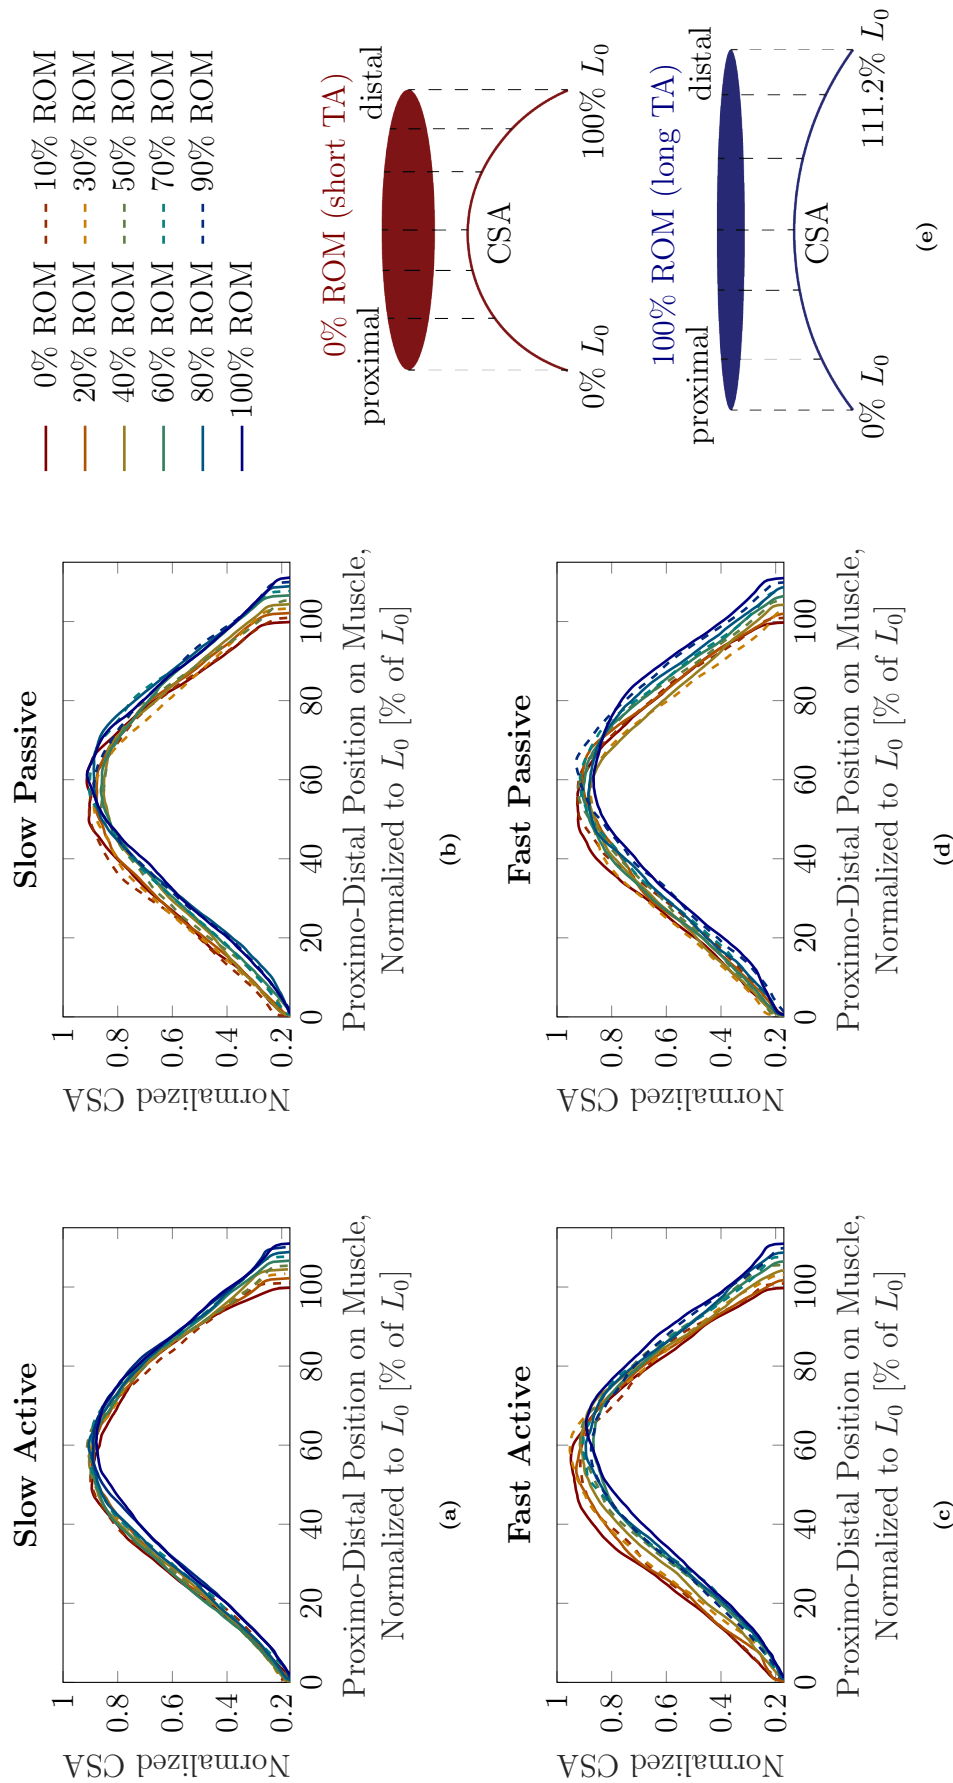 Slow Active
1
0.8
0.6
0.4
0.2
Normalized CSA
0 20 40 60 80 100
Proximo-Distal Position on Muscle,
Normalized to L₀ [% of L₀]
(a)
Slow Passive
1
0.8
0.6
0.4
0.2
Normalized CSA
0 20 40 60 80 100
Proximo-Distal Position on Muscle,
Normalized to L₀ [% of L₀]
(b)
0% ROM 10% ROM
20% ROM 30% ROM
40% ROM 50% ROM
60% ROM 70% ROM
80% ROM 90% ROM
100% ROM
Fast Active
1
0.8
0.6
0.4
0.2
Normalized CSA
0 20 40 60 80 100
Proximo-Distal Position on Muscle,
Normalized to L₀ [% of L₀]
(c)
Fast Passive
1
0.8
0.6
0.4
0.2
Normalized CSA
0 20 40 60 80 100
Proximo-Distal Position on Muscle,
Normalized to L₀ [% of L₀]
(d)
0% ROM (short TA)
proximal distal
CSA
0% L₀ 100% L₀
100% ROM (long TA)
proximal distal
CSA
0% L₀ 111.2% L₀
(e)